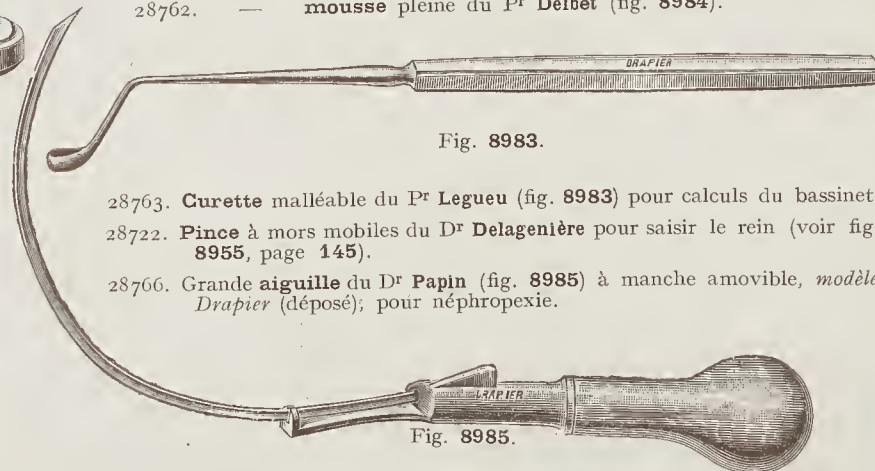 28762. — mousse pleine du Pr Delbet (fig. 8984).
DRAPIER
Fig. 8983.
28763. Curette malléable du Pr Legueu (fig. 8983) pour calculs du bassinet
28722. Pince à mors mobiles du Dr Delagenière pour saisir le rein (voir fig
8955, page 145).
28766. Grande aiguille du Dr Papin (fig. 8985) à manche amovible, modèle
Drapier (déposé); pour néphropexie.
DRAPIER
Fig. 8985.